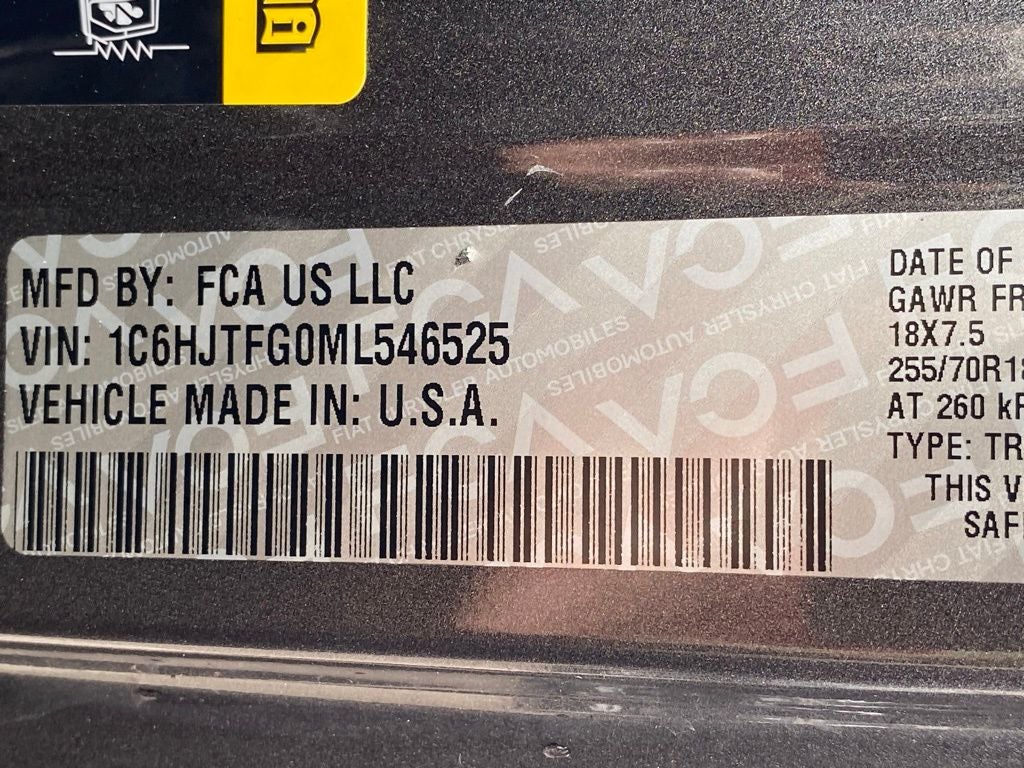 MFD BY: FCA US LLC
VIN: 1C6HJTFG0ML546525
VEHICLE MADE IN: U.S.A.
DATE OF
GAWR FR
18X7.5
255/70R18
AT 260 kP
TYPE: TR
THIS V
SAF